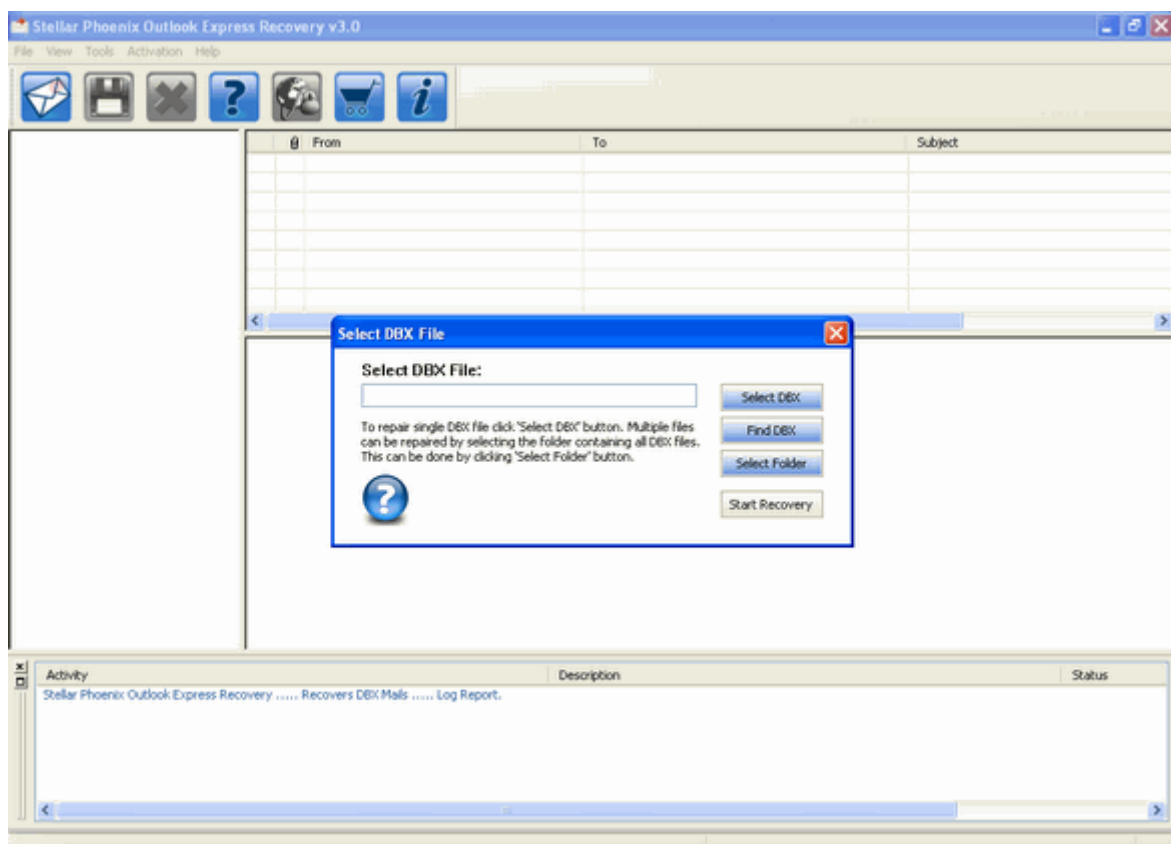 Stellar Phoenix Outlook Express Recovery v3.0
File View Tools Activation Help
From To Subject
Select DBX File
Select DBX File:
Select DBX
To repair single DBX file click 'Select DBX' button. Multiple files
can be repaired by selecting the folder containing all DBX files.
This can be done by clicking 'Select Folder' button.
Find DBX
Select Folder
Start Recovery
Activity Description Status
Stellar Phoenix Outlook Express Recovery ..... Recovers DBX Mails ..... Log Report.